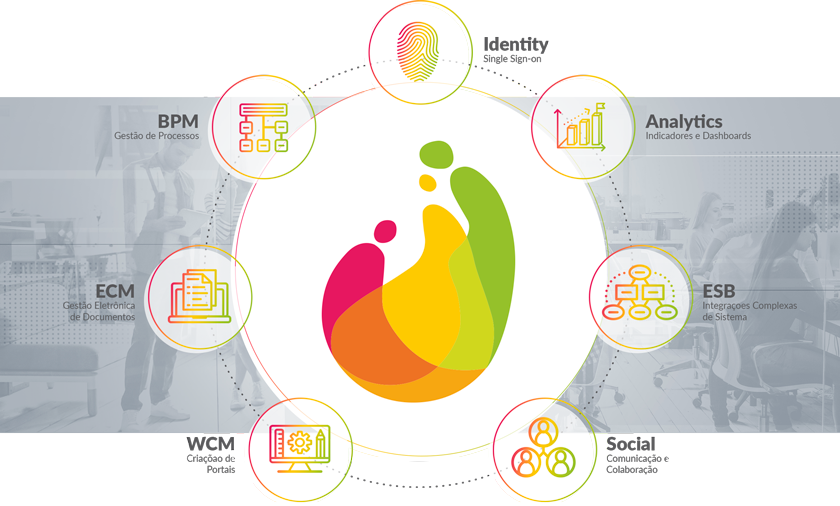 Identity
Single Sign-on
BPM
Gestão de Processos
Analytics
Indicadores e Dashboards
ECM
Gestão Eletrônica
de Documentos
ESB
Integrações Complexas
de Sistema
WCM
Criação de
Portais
Social
Comunicação e
Colaboração